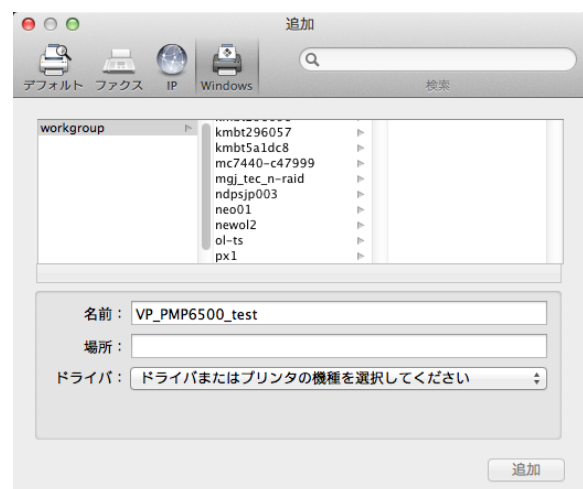 追加
デフォルト ファクス IP Windows 検索
workgroup
kmbt296057
kmbt5a1dc8
mc7440-c47999
mgj_tec_n-raid
ndpsjp003
neo01
newol2
ol-ts
px1
名前： VP_PMP6500_test
場所：
ドライバ： ドライバまたはプリンタの機種を選択してください
追加